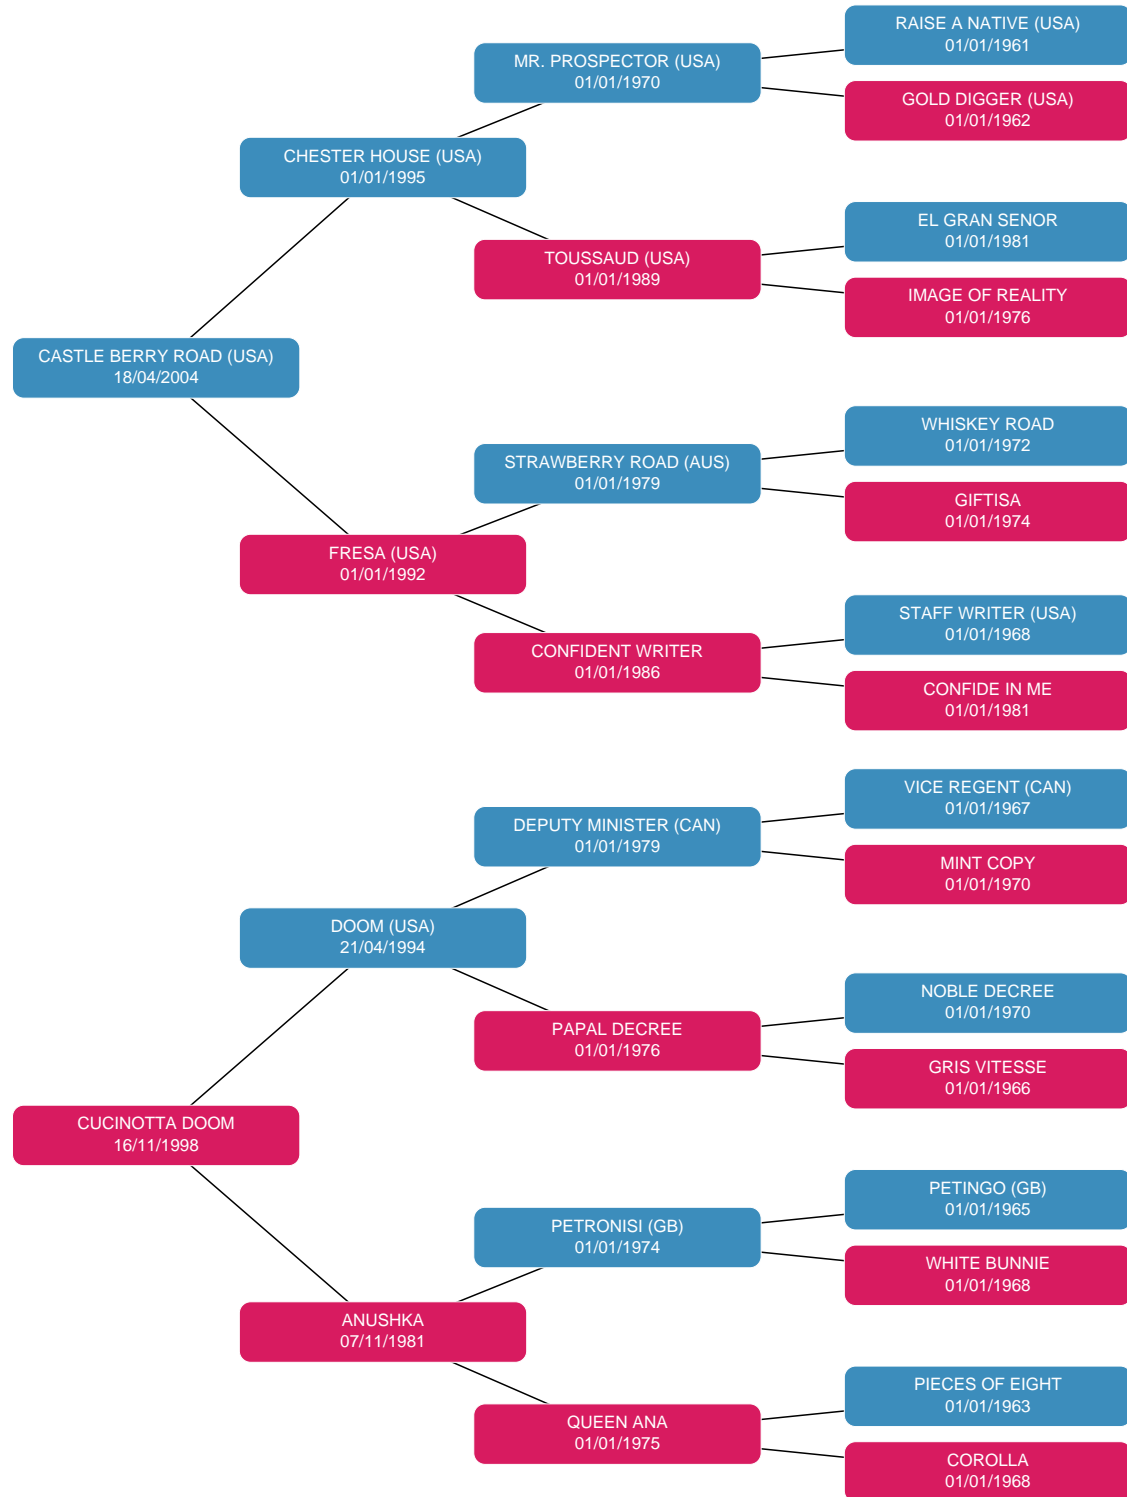 RAISE A NATIVE (USA)
01/01/1961
MR. PROSPECTOR (USA)
01/01/1970
GOLD DIGGER (USA)
01/01/1962
CHESTER HOUSE (USA)
01/01/1995
EL GRAN SENOR
01/01/1981
TOUSSAUD (USA)
01/01/1989
IMAGE OF REALITY
01/01/1976
CASTLE BERRY ROAD (USA)
18/04/2004
WHISKEY ROAD
01/01/1972
STRAWBERRY ROAD (AUS)
01/01/1979
GIFTISA
01/01/1974
FRESA (USA)
01/01/1992
STAFF WRITER (USA)
01/01/1968
CONFIDENT WRITER
01/01/1986
CONFIDE IN ME
01/01/1981
VICE REGENT (CAN)
01/01/1967
DEPUTY MINISTER (CAN)
01/01/1979
MINT COPY
01/01/1970
DOOM (USA)
21/04/1994
NOBLE DECREE
01/01/1970
PAPAL DECREE
01/01/1976
GRIS VITESSE
01/01/1966
CUCINOTTA DOOM
16/11/1998
PETINGO (GB)
01/01/1965
PETRONISI (GB)
01/01/1974
WHITE BUNNIE
01/01/1968
ANUSHKA
07/11/1981
PIECES OF EIGHT
01/01/1963
QUEEN ANA
01/01/1975
COROLLA
01/01/1968